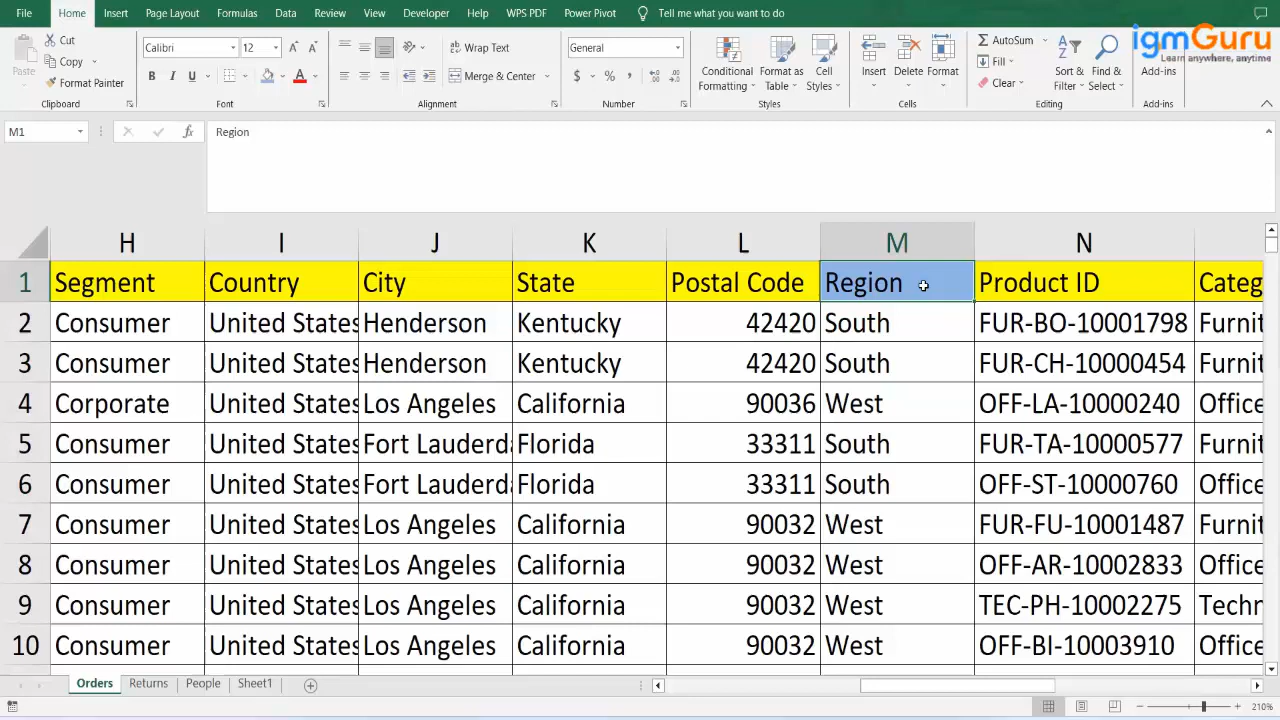 File Home Insert Page Layout Formulas Data Review View Developer Help WPS PDF Power Pivot Tell me what you want to do
igmGuru
Learn anywhere, anytime
Paste
Cut
Copy
Format Painter
Clipboard
Calibri 12
B I U
Font
Wrap Text
Merge & Center
Alignment
General
$ % ,
Number
Conditional Formatting
Format as Table
Cell Styles
Styles
Insert Delete Format
Cells
AutoSum
Fill
Clear
Sort & Filter
Find & Select
Editing
Add-ins
Add-ins
M1 fx Region
H I J K L M N
1 Segment Country City State Postal Code Region Product ID Categ
2 Consumer United States Henderson Kentucky 42420 South FUR-BO-10001798 Furnit
3 Consumer United States Henderson Kentucky 42420 South FUR-CH-10000454 Furnit
4 Corporate United States Los Angeles California 90036 West OFF-LA-10000240 Office
5 Consumer United States Fort Lauderda Florida 33311 South FUR-TA-10000577 Furnit
6 Consumer United States Fort Lauderda Florida 33311 South OFF-ST-10000760 Office
7 Consumer United States Los Angeles California 90032 West FUR-FU-10001487 Furnit
8 Consumer United States Los Angeles California 90032 West OFF-AR-10002833 Office
9 Consumer United States Los Angeles California 90032 West TEC-PH-10002275 Techn
10 Consumer United States Los Angeles California 90032 West OFF-BI-10003910 Office
Orders Returns People Sheet1
210%